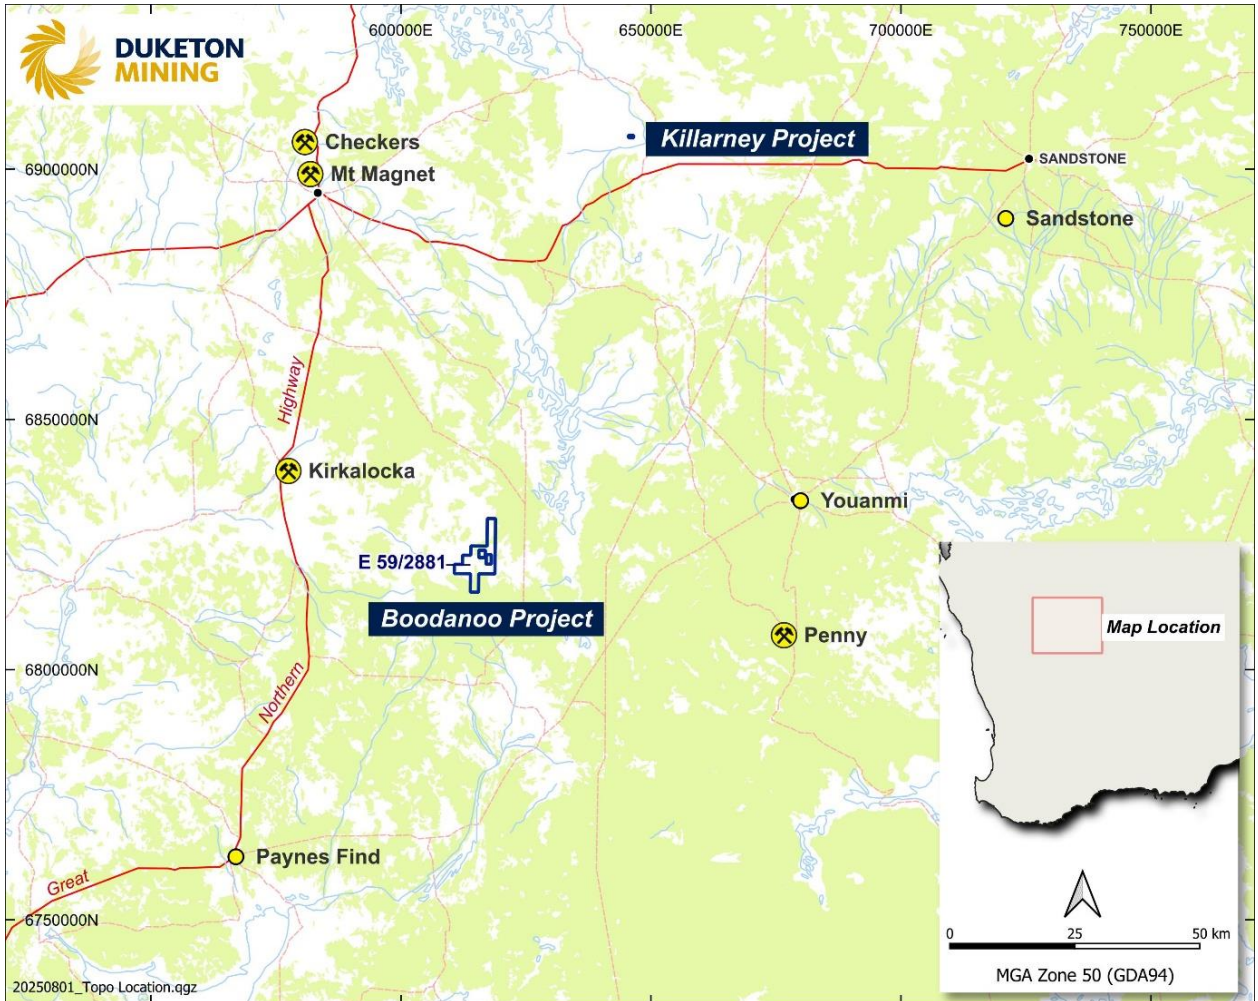 DUKETON
MINING
600000E
650000E
700000E
750000E
Checkers
Killarney Project
6900000N
Mt Magnet
SANDSTONE
Sandstone
Highway
6850000N
Kirkalocka
Youanmi
E 59/2881
Boodanoo Project
Penny
Map Location
6800000N
Northern
Paynes Find
Great
6750000N
0 25 50 km
MGA Zone 50 (GDA94)
20250801_Topo Location.qgz